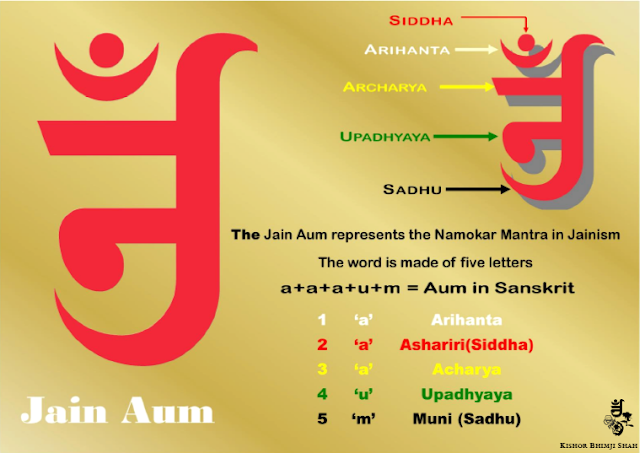 SIDDHA
ARIHANTA
ARCHARYA
UPADHYAYA
SADHU
The Jain Aum represents the Namokar Mantra in Jainism
The word is made of five letters
a+a+a+u+m = Aum in Sanskrit
1 ‘a’ Arihanta
2 ‘a’ Ashariri(Siddha)
3 ‘a’ Acharya
4 ‘u’ Upadhyaya
5 ‘m’ Muni (Sadhu)
Jain Aum
KISHOR BHIMJI SHAH